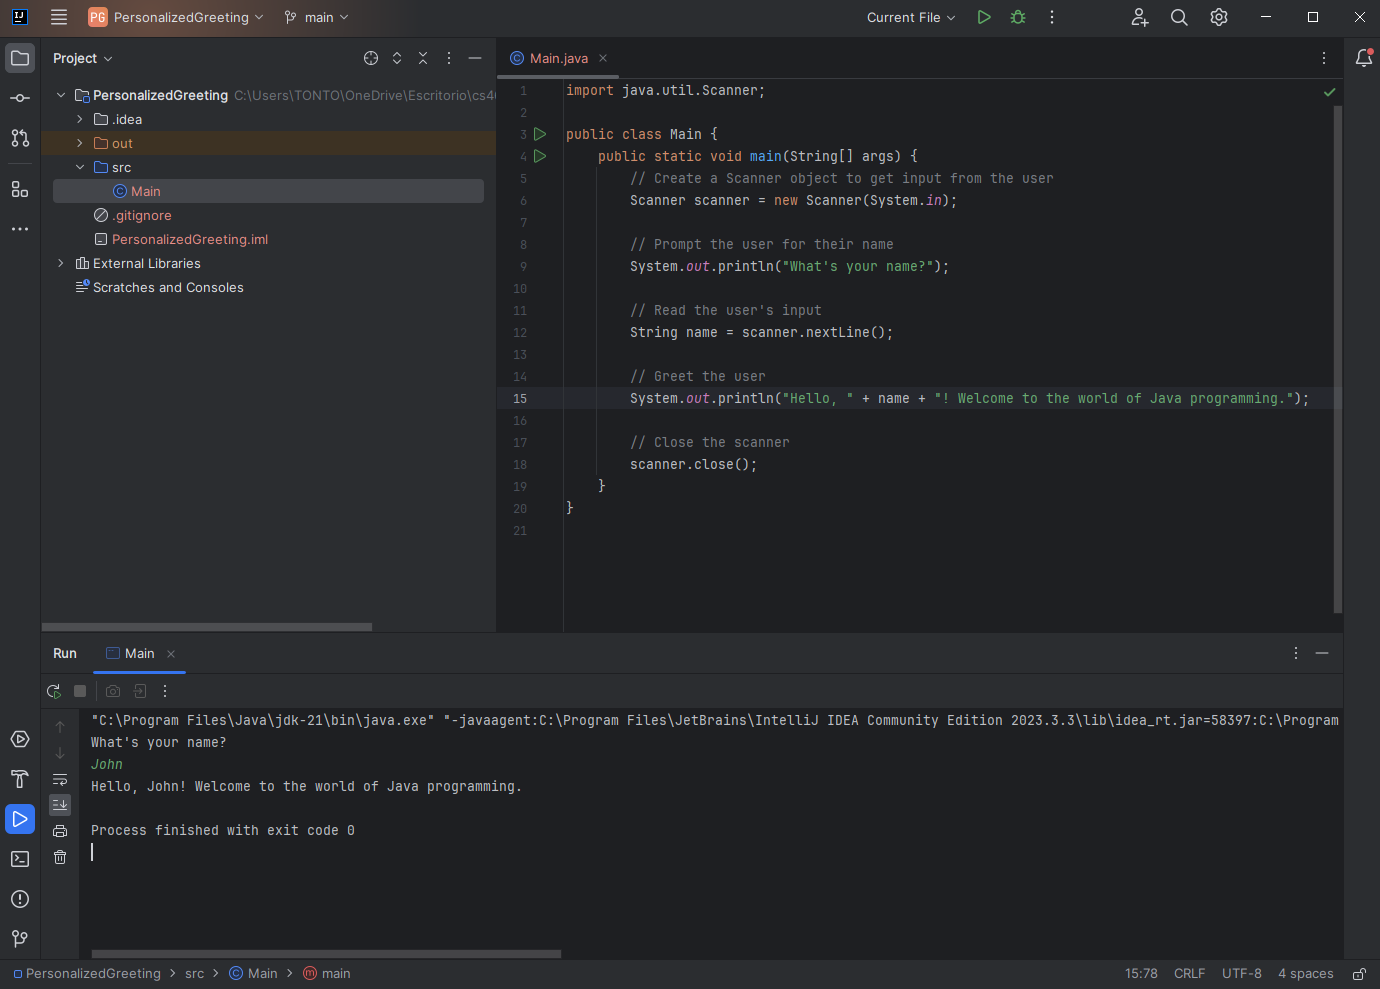 IJ
PG PersonalizedGreeting main Current File
Project
Main.java
PersonalizedGreeting C:\Users\TONTO\OneDrive\Escritorio\cs4
.idea
out
src
Main
.gitignore
PersonalizedGreeting.iml
External Libraries
Scratches and Consoles
1 import java.util.Scanner;
2
3 public class Main {
4 public static void main(String[] args) {
5 // Create a Scanner object to get input from the user
6 Scanner scanner = new Scanner(System.in);
7
8 // Prompt the user for their name
9 System.out.println("What's your name?");
10
11 // Read the user's input
12 String name = scanner.nextLine();
13
14 // Greet the user
15 System.out.println("Hello, " + name + "! Welcome to the world of Java programming.");
16
17 // Close the scanner
18 scanner.close();
19 }
20 }
21
Run Main
"C:\Program Files\Java\jdk-21\bin\java.exe" "-javaagent:C:\Program Files\JetBrains\IntelliJ IDEA Community Edition 2023.3.3\lib\idea_rt.jar=58397:C:\Program
What's your name?
John
Hello, John! Welcome to the world of Java programming.
Process finished with exit code 0
PersonalizedGreeting > src > Main > main 15:78 CRLF UTF-8 4 spaces